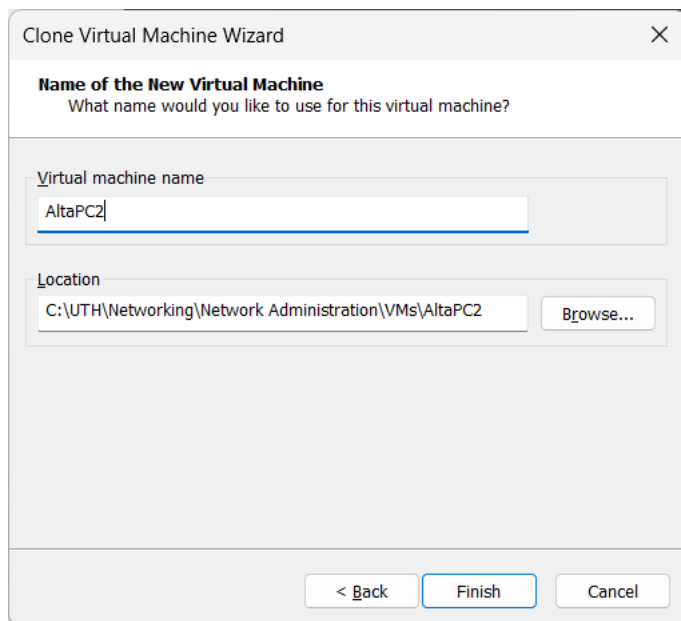 Clone Virtual Machine Wizard
Name of the New Virtual Machine
What name would you like to use for this virtual machine?
Virtual machine name
AltaPC2
Location
C:\UTH\Networking\Network Administration\VMs\AltaPC2
Browse...
< Back
Finish
Cancel